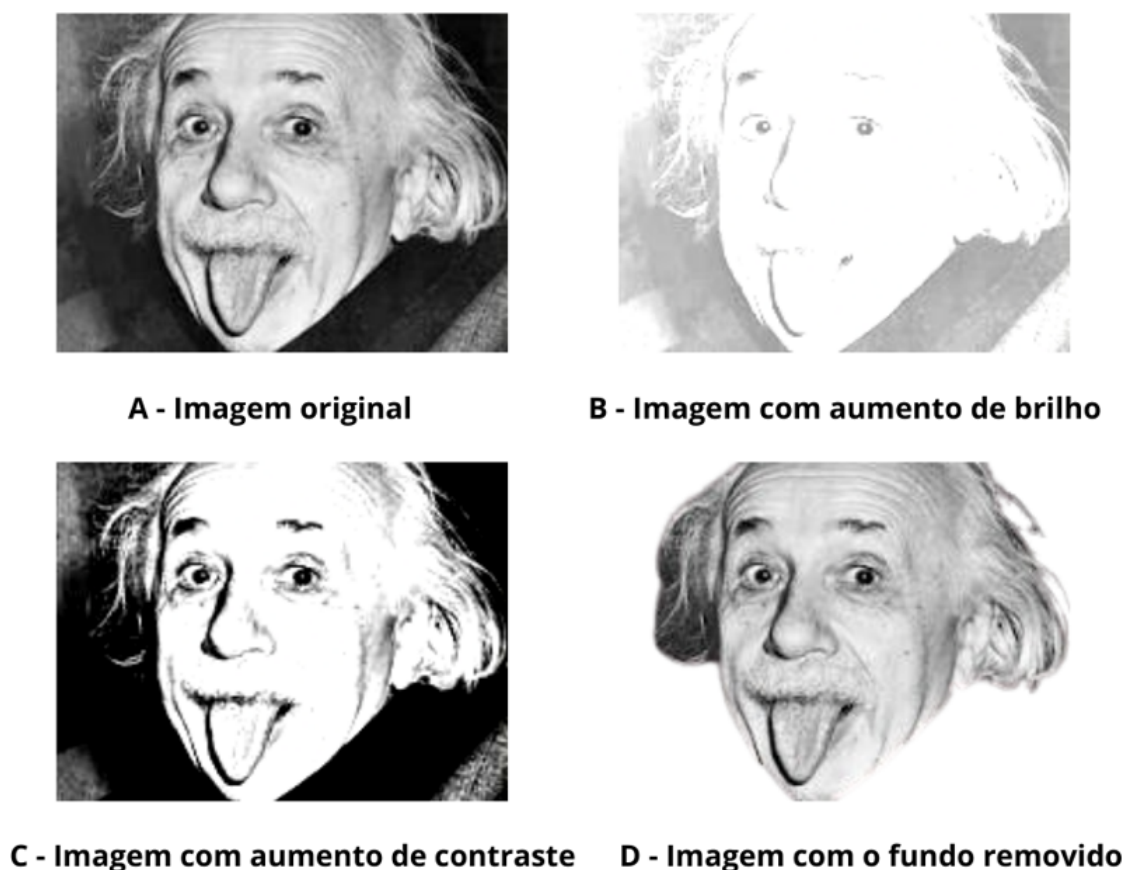 A - Imagem original
B - Imagem com aumento de brilho
C - Imagem com aumento de contraste
D - Imagem com o fundo removido